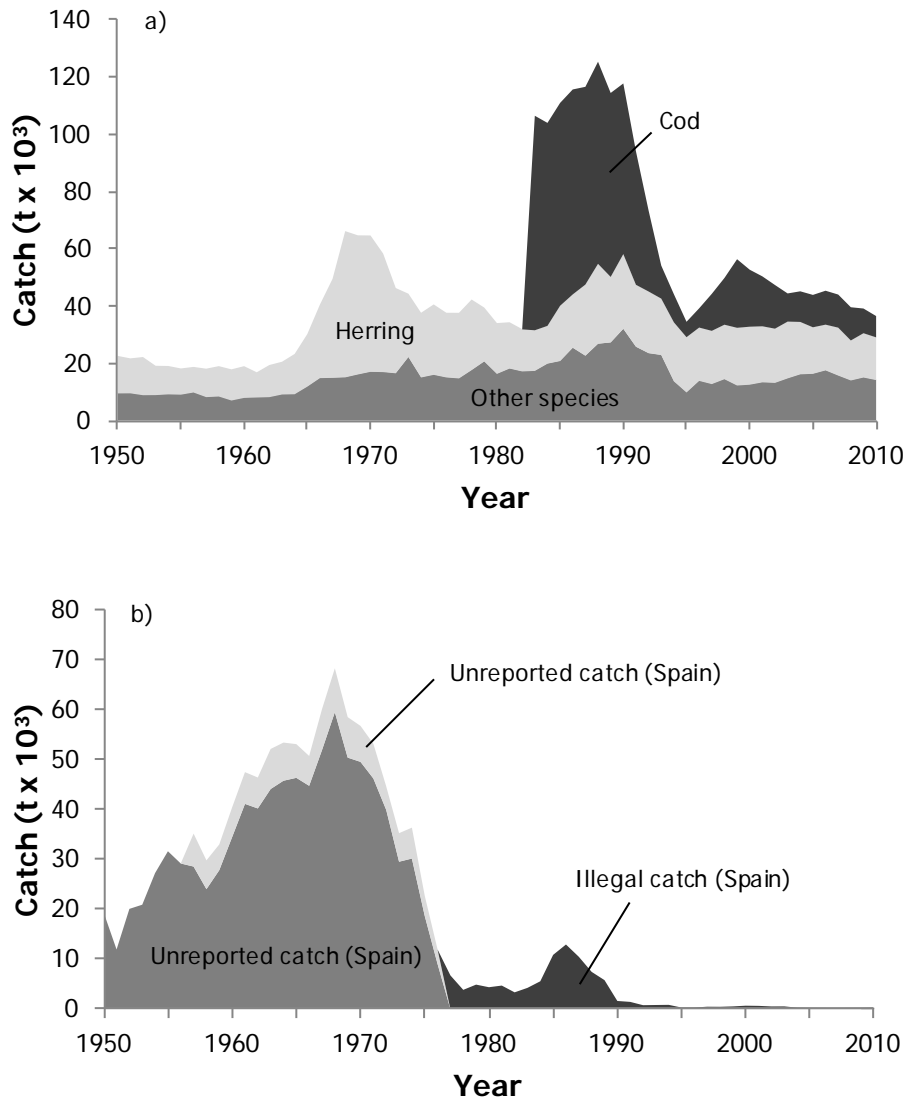 a)
140
120
100
80
60
40
20
0
Catch (t x 10³)
Cod
Herring
Other species
1950 1960 1970 1980 1990 2000 2010
Year
b)
80
70
60
50
40
30
20
10
0
Catch (t x 10³)
Unreported catch (Spain)
Illegal catch (Spain)
Unreported catch (Spain)
1950 1960 1970 1980 1990 2000 2010
Year